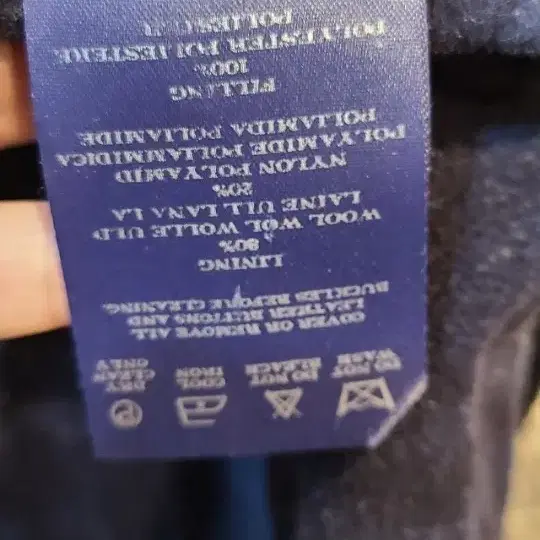 DO NOT DO NOT COOL DRY
WASH BLEACH IRON CLEAN
ONLY
COVER OR REMOVE ALL
LEATHER BUTTONS AND
BUCKLES BEFORE CLEANING.
LINING
80%
WOOL WOL WOLLE ULD
LAINE ULL LANA LA
20%
NYLON POLYAMID
POLYAMIDE POLIAMMIDICA
POLIAMIDA POLIAMIDE
FILLING
100%
POLYESTER POLIESTERE
POLIESTER